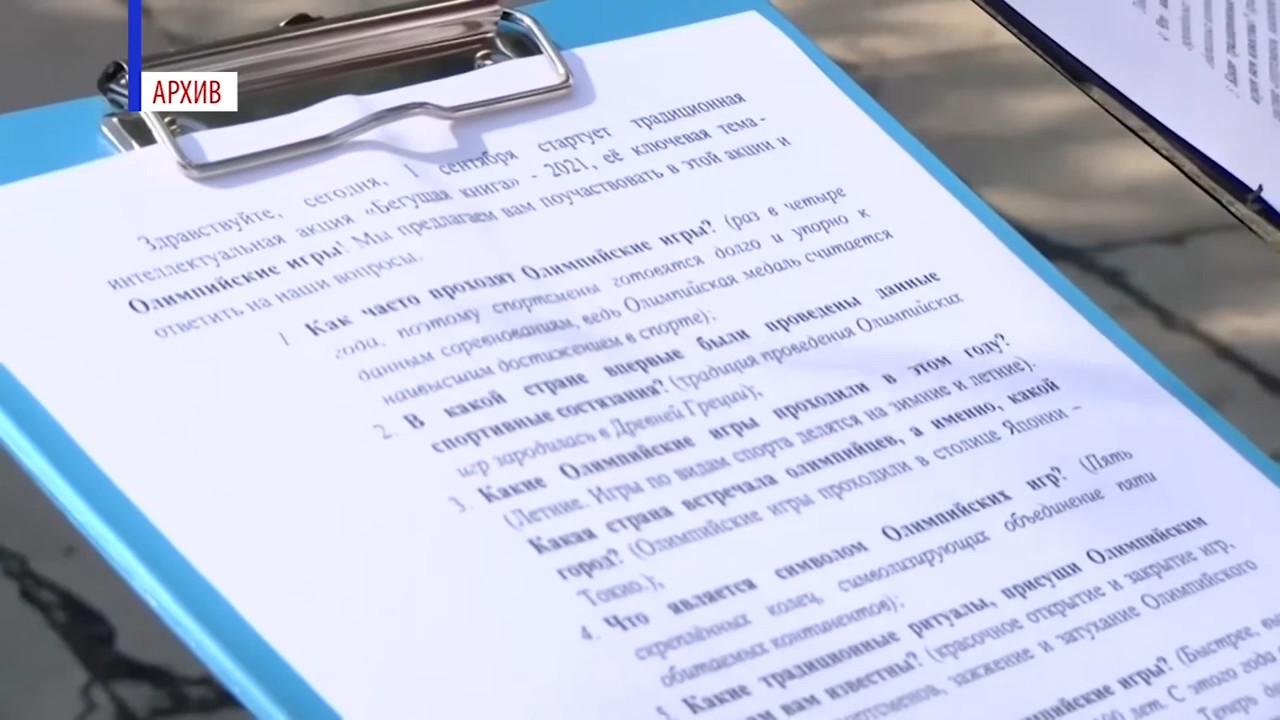 АРХИВ
Здравствуйте, сегодня, 1 сентября стартует традиционная
интеллектуальная акция «Бегущая книга» - 2021, её ключевая тема -
Олимпийские игры! Мы предлагаем вам поучаствовать в этой акции и
ответить на наши вопросы.
1. Как часто проходят Олимпийские игры? (раз в четыре
года, поэтому спортсмены готовятся долго и упорно к
данным соревнованиям, ведь Олимпийская медаль считается
наивысшим достижением в спорте);
2. В какой стране впервые были проведены данные
спортивные состязания? (традиция проведения Олимпийских
игр зародилась в Древней Греции);
3. Какие Олимпийские игры проходили в этом году?
(Летние. Игры по видам спорта делятся на зимние и летние).
Какая страна встречала олимпийцев, а именно, какой
город? (Олимпийские игры проходили в столице Японии –
Токио.);
4. Что является символом Олимпийских игр? (Пять
скреплённых колец, символизирующих объединение пяти
обитаемых континентов);
5. Какие традиционные ритуалы, присущи Олимпийским
вам известны? (красочное открытие и закрытие игр,
зажжение и затухание Олимпийского
игры? (Быстрее,
лет. С этого года
Теперь